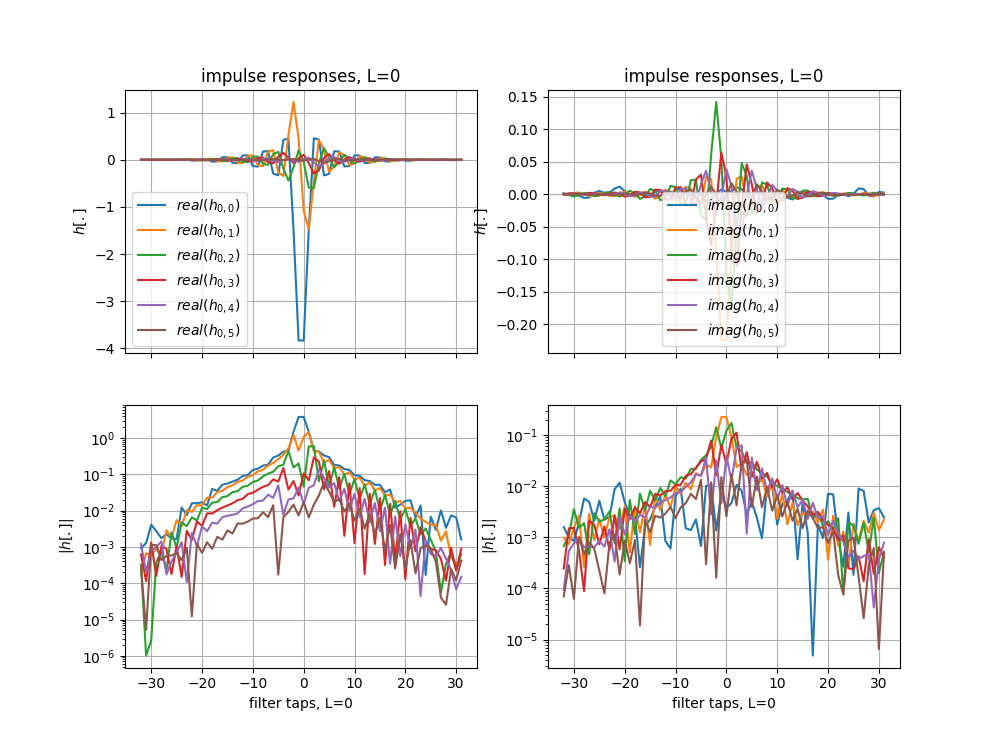 impulse responses, L=0
impulse responses, L=0
1
0
−1
−2
−3
−4
h[.]
real(h0,0)
real(h0,1)
real(h0,2)
real(h0,3)
real(h0,4)
real(h0,5)
0.15
0.10
0.05
0.00
−0.05
−0.10
−0.15
−0.20
h[.]
imag(h0,0)
imag(h0,1)
imag(h0,2)
imag(h0,3)
imag(h0,4)
imag(h0,5)
10⁰
10⁻¹
10⁻²
10⁻³
10⁻⁴
10⁻⁵
10⁻⁶
|h[.]|
−30 −20 −10 0 10 20 30
filter taps, L=0
10⁻¹
10⁻²
10⁻³
10⁻⁴
10⁻⁵
|h[.]|
−30 −20 −10 0 10 20 30
filter taps, L=0